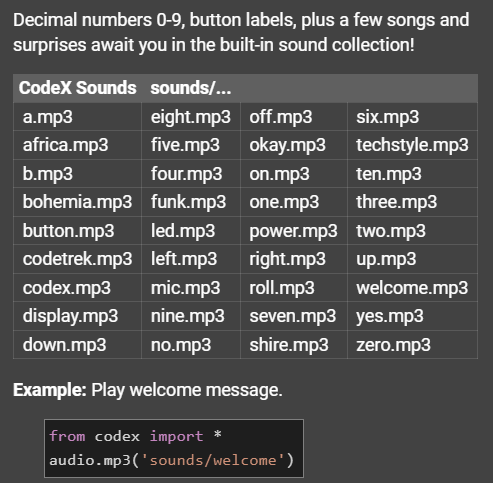 Decimal numbers 0-9, button labels, plus a few songs and
surprises await you in the built-in sound collection!
CodeX Sounds sounds/...
a.mp3 eight.mp3 off.mp3 six.mp3
africa.mp3 five.mp3 okay.mp3 techstyle.mp3
b.mp3 four.mp3 on.mp3 ten.mp3
bohemia.mp3 funk.mp3 one.mp3 three.mp3
button.mp3 led.mp3 power.mp3 two.mp3
codetrek.mp3 left.mp3 right.mp3 up.mp3
codex.mp3 mic.mp3 roll.mp3 welcome.mp3
display.mp3 nine.mp3 seven.mp3 yes.mp3
down.mp3 no.mp3 shire.mp3 zero.mp3
Example: Play welcome message.
from codex import *
audio.mp3('sounds/welcome')